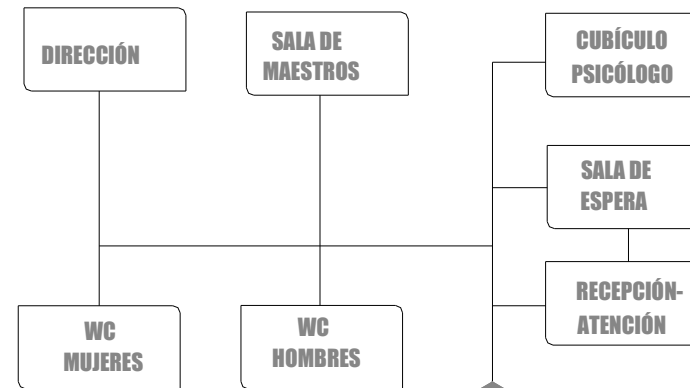 DIRECCIÓN
SALA DE
MAESTROS
CUBÍCULO
PSICÓLOGO
SALA DE
ESPERA
RECEPCIÓN-
ATENCIÓN
WC
MUJERES
WC
HOMBRES